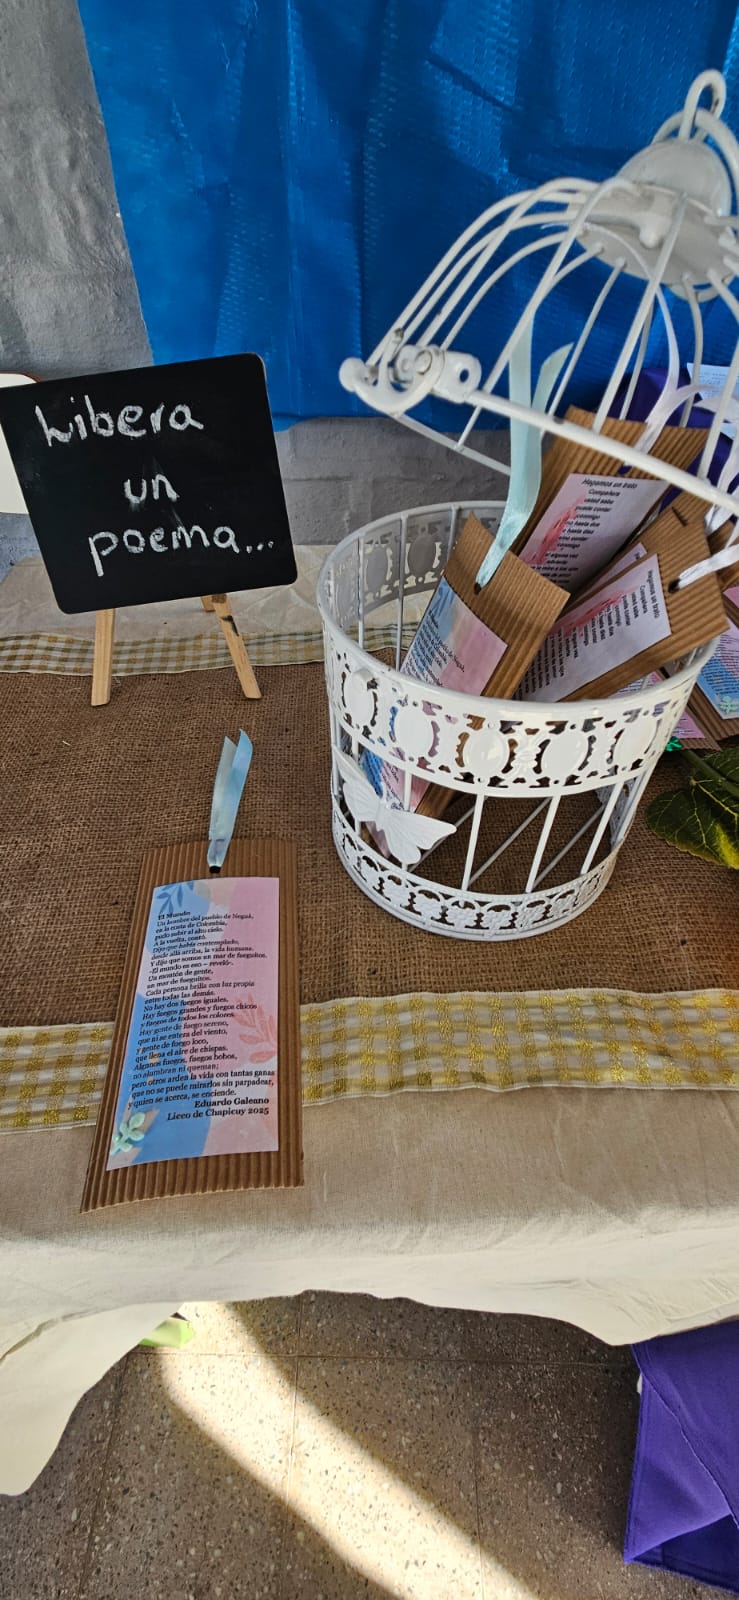 Libera
un
poema...
Hagamos un trato
Compañera
usted sabe
puede contar
conmigo
no hasta dos
Hagamos un trato
Compañera
El Mundo
Un hombre del pueblo de Neguá,
en la costa de Colombia,
pudo subir al alto cielo.
A la vuelta, contó.
Dijo que había contemplado,
desde allá arriba, la vida humana.
Y dijo que somos un mar de fueguitos.
-El mundo es eso – reveló-.
Un montón de gente,
un mar de fueguitos.
Cada persona brilla con luz propia
entre todas las demás.
No hay dos fuegos iguales.
Hay fuegos grandes y fuegos chicos
y fuegos de todos los colores.
Hay gente de fuego sereno,
que ni se entera del viento,
y gente de fuego loco,
que llena el aire de chispas.
Algunos fuegos, fuegos bobos,
no alumbran ni queman;
pero otros arden la vida con tantas ganas
que no se puede mirarlos sin parpadear,
y quien se acerca, se enciende.
Eduardo Galeano
Liceo de Chapicuy 2025